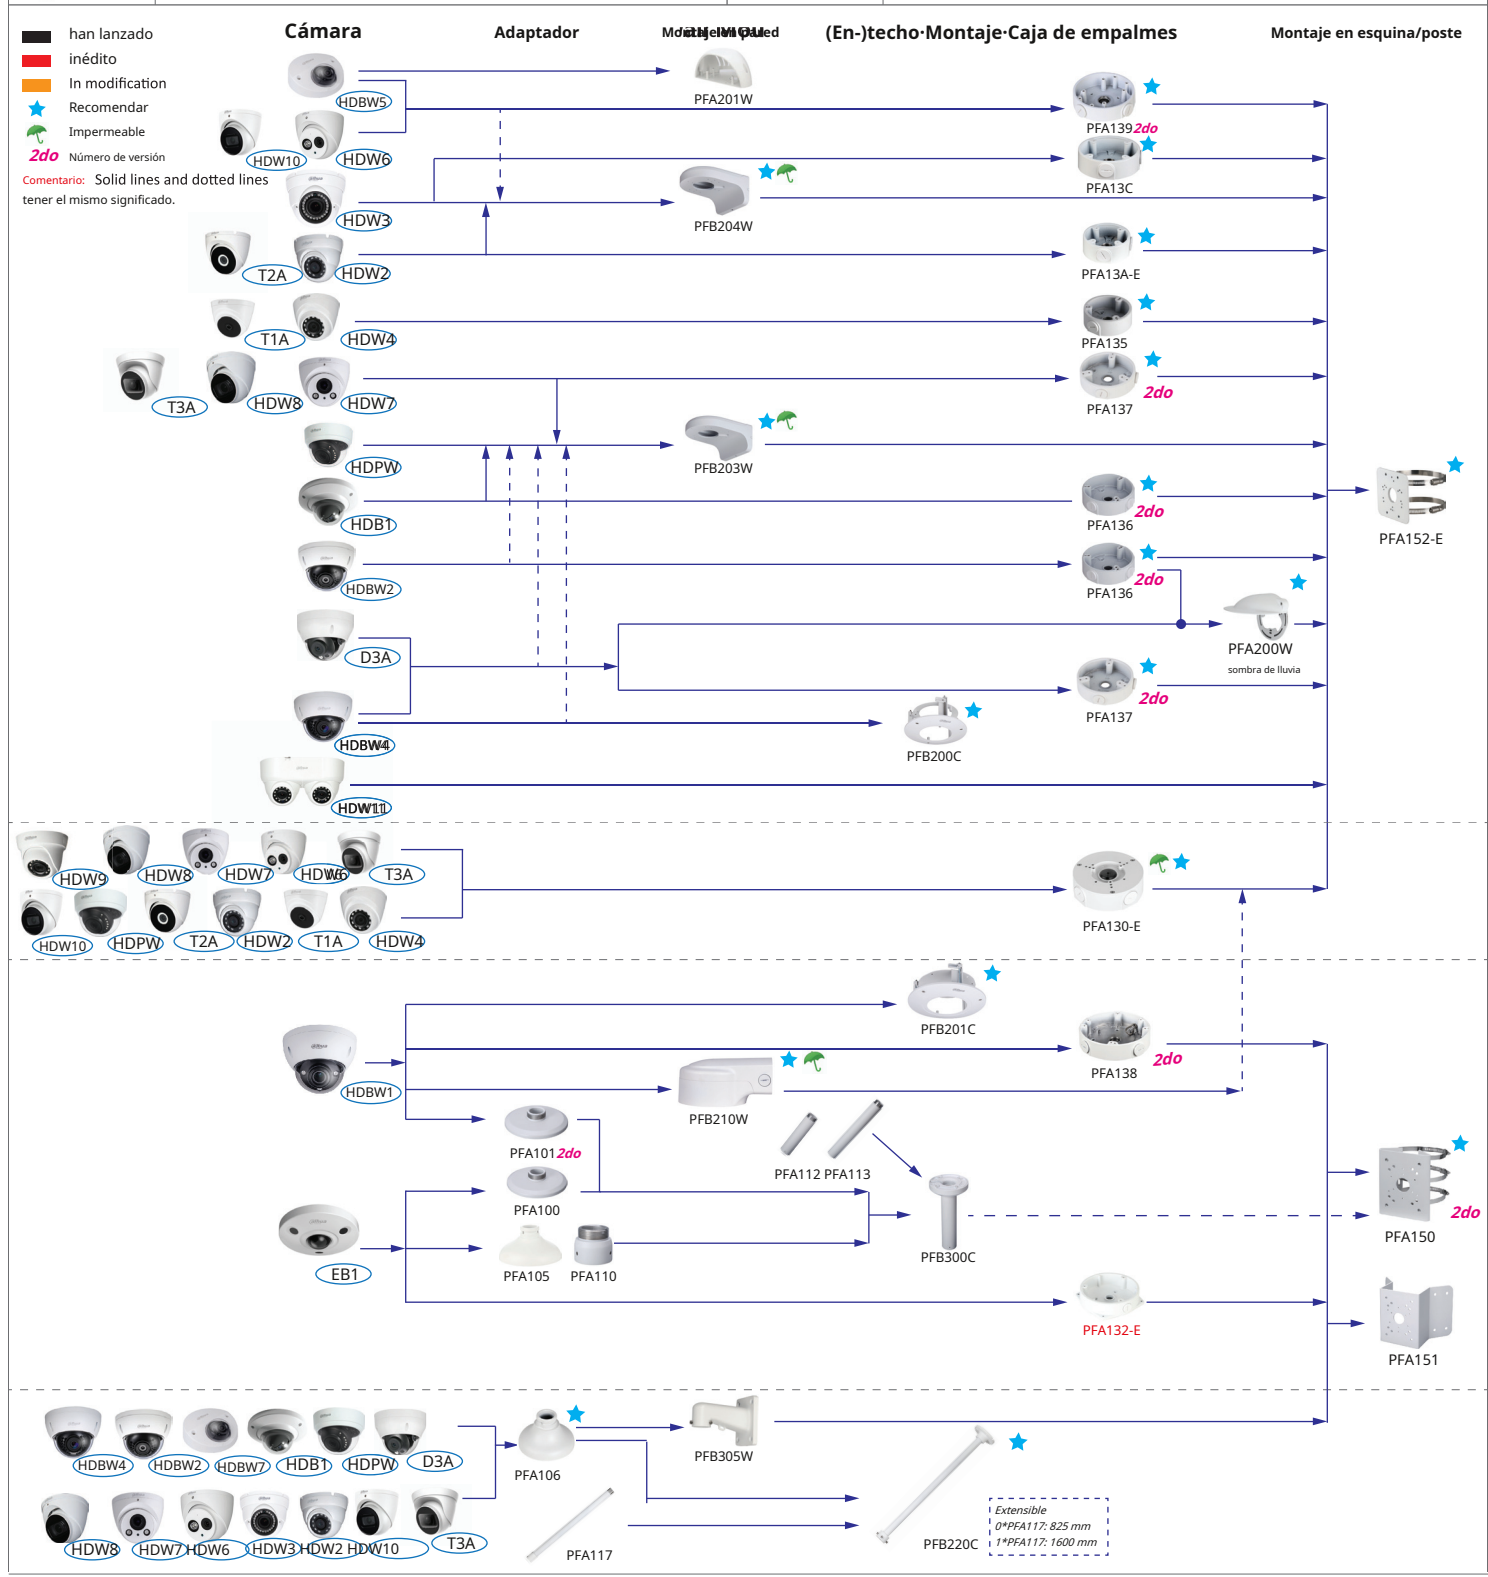 Cámara
Adaptador
(En-)techo·Montaje·Caja de empalmes
Montaje en esquina/poste
han lanzado
inédito
In modification
Recomendar
Impermeable
2do Número de versión
Comentario: Solid lines and dotted lines
tener el mismo significado.
HDBW5
PFA201W
PFA139 2do
HDW10
HDW6
PFA13C
HDW3
PFB204W
T2A
HDW2
PFA13A-E
T1A
HDW4
PFA135
T3A
HDW8
HDW7
PFA137
2do
HDPW
PFB203W
HDB1
PFA136
2do
PFA152-E
HDBW2
PFA136
2do
D3A
PFA200W
sombra de lluvia
PFA137
2do
HDBW4
PFB200C
HDW11
HDW9
HDW8
HDW7
HDW6
T3A
HDW10
HDPW
T2A
HDW2
T1A
HDW4
PFA130-E
PFB201C
HDBW1
PFA138
2do
PFB210W
PFA101 2do
PFA112 PFA113
PFA100
PFA150
2do
EB1
PFA105
PFA110
PFB300C
PFA132-E
PFA151
HDBW4
HDBW2
HDBW7
HDB1
HDPW
D3A
PFA106
PFB305W
HDW8
HDW7
HDW6
HDW3
HDW2
HDW10
T3A
PFA117
PFB220C
Extensible
0*PFA117: 825 mm
1*PFA117: 1600 mm